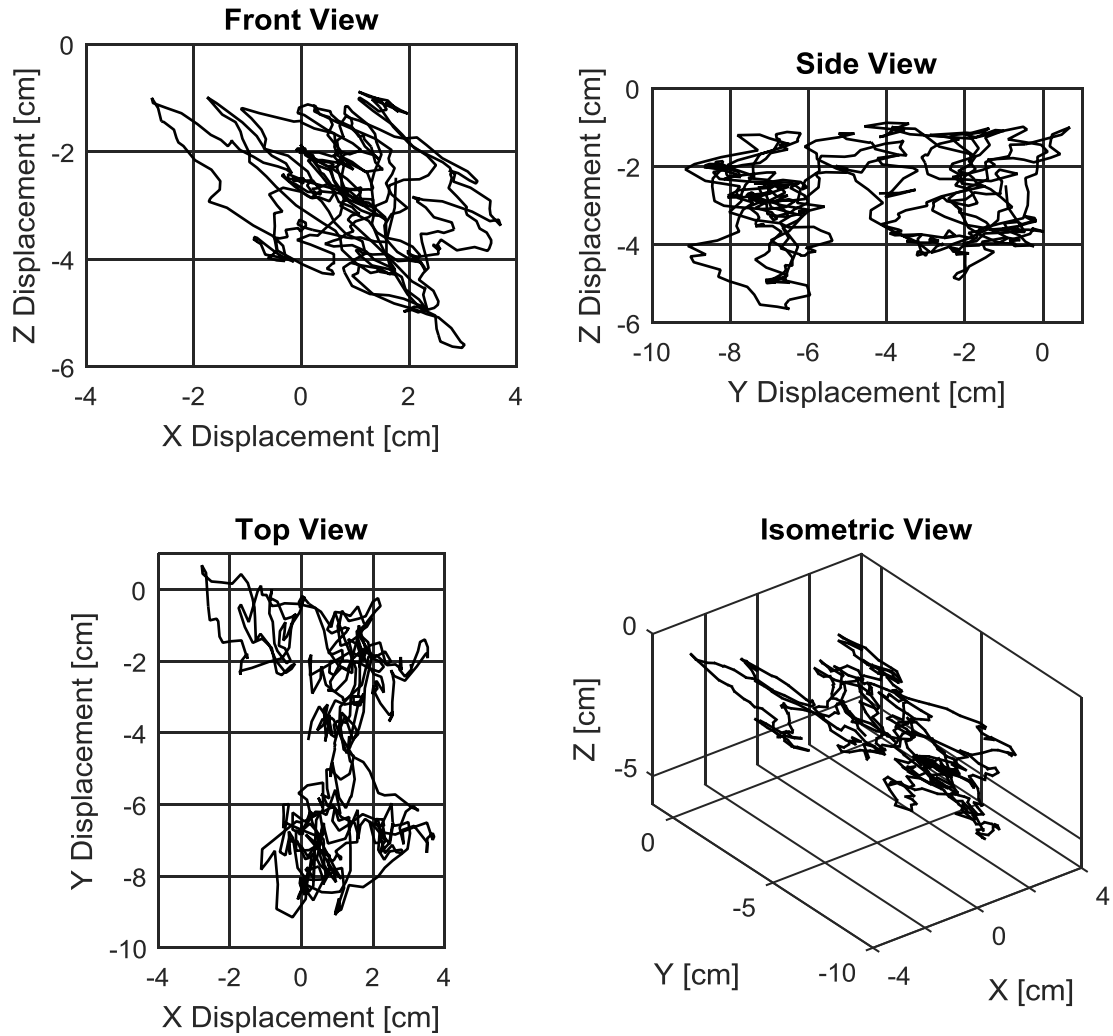 Front View
0
-2
-4
-6
-4 -2 0 2 4
Z Displacement [cm]
X Displacement [cm]
Side View
0
-2
-4
-6
-10 -8 -6 -4 -2 0
Z Displacement [cm]
Y Displacement [cm]
Top View
0
-2
-4
-6
-8
-10
-4 -2 0 2 4
Y Displacement [cm]
X Displacement [cm]
Isometric View
0
-5
Z [cm]
0
-5
-10
Y [cm]
-4
0
4
X [cm]